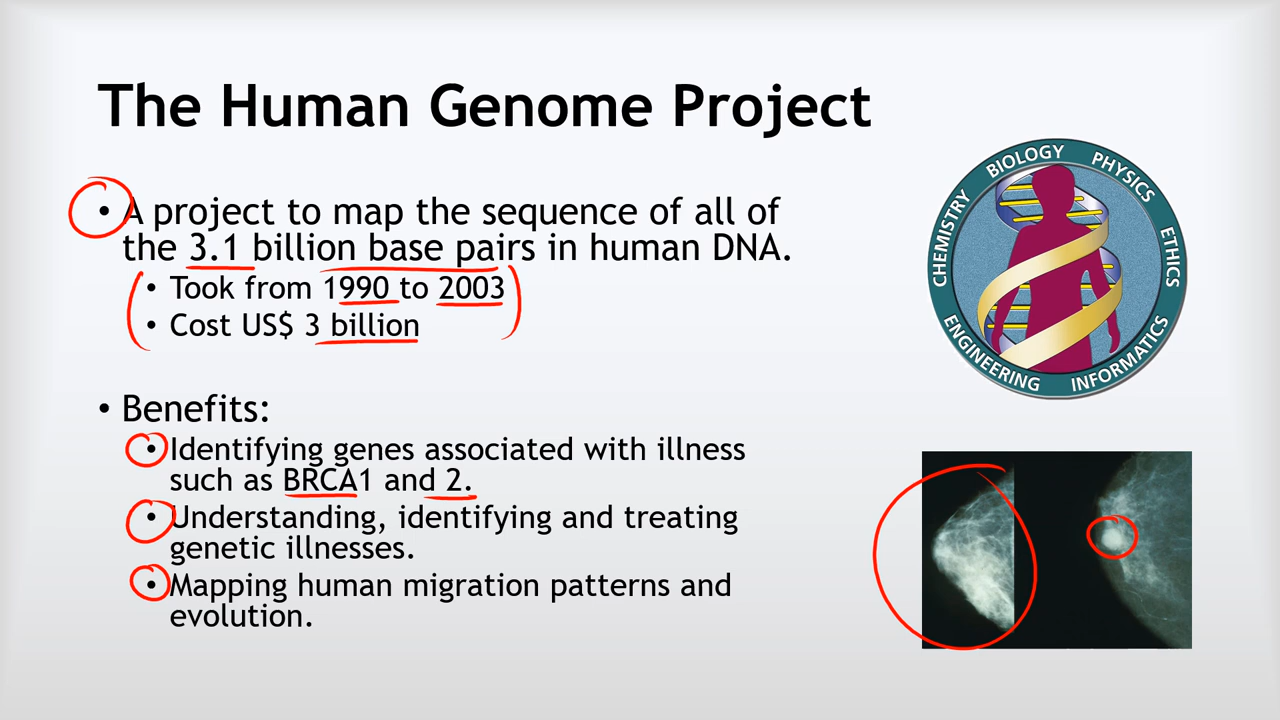 The Human Genome Project
• A project to map the sequence of all of
the 3.1 billion base pairs in human DNA.
• Took from 1990 to 2003
• Cost US$ 3 billion
• Benefits:
• Identifying genes associated with illness
such as BRCA1 and 2.
• Understanding, identifying and treating
genetic illnesses.
• Mapping human migration patterns and
evolution.
CHEMISTRY BIOLOGY PHYSICS ETHICS
ENGINEERING INFORMATICS